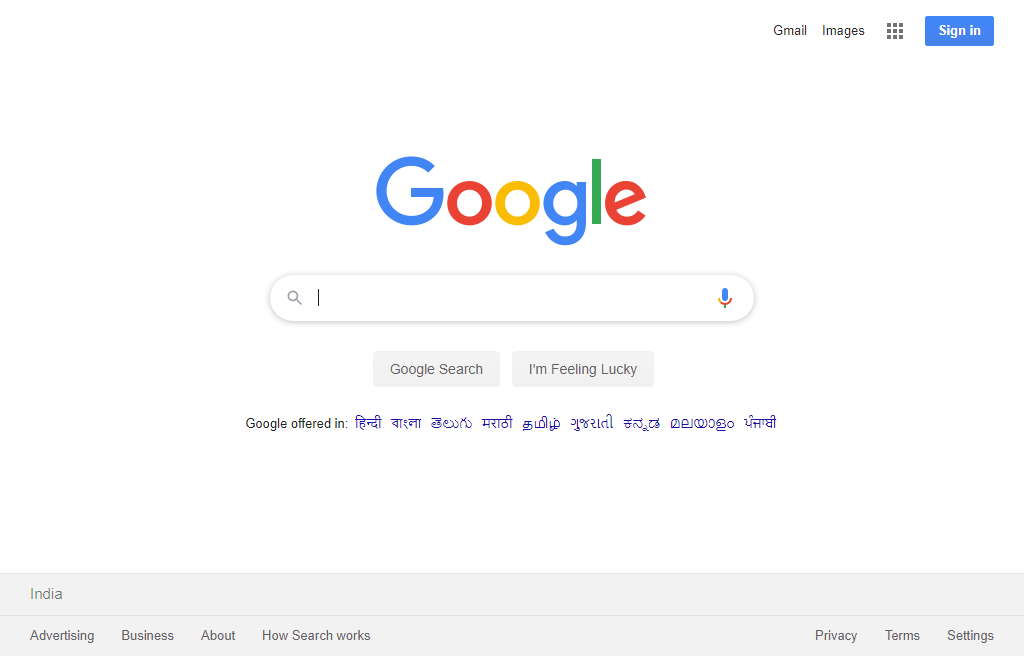 Gmail Images Sign in
Google
Google Search I'm Feeling Lucky
Google offered in: हिन्दी বাংলা తెలుగు मराठी தமிழ் ગુજરાતી ಕನ್ನಡ മലയാളം ਪੰਜਾਬੀ
India
Advertising Business About How Search works Privacy Terms Settings